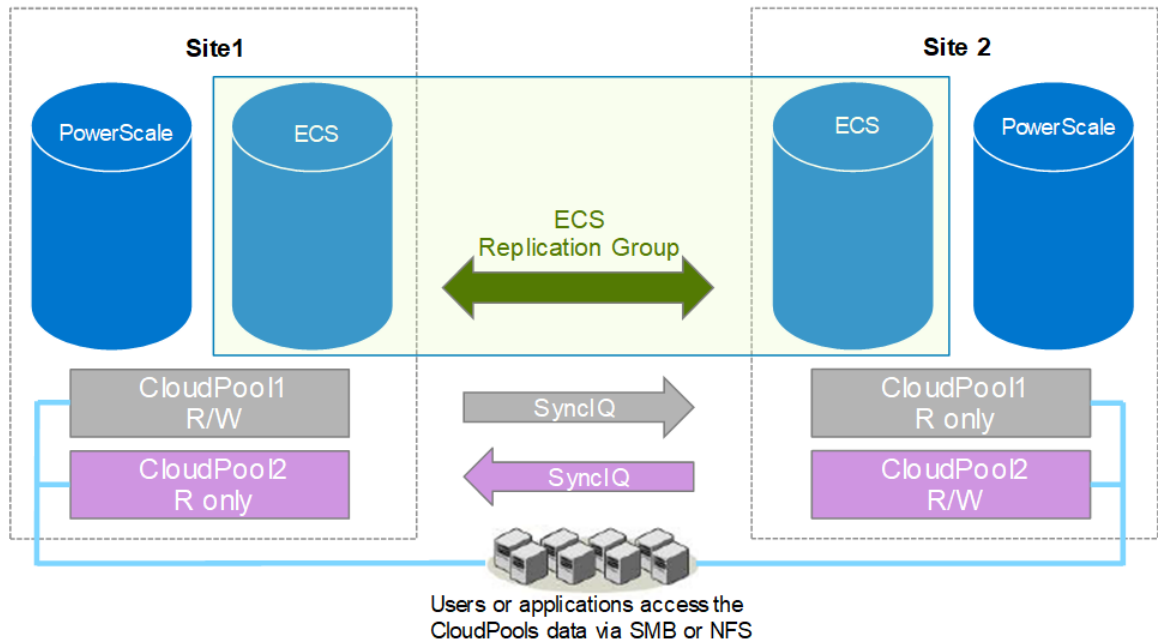 Site1
Site 2
PowerScale
ECS
ECS
PowerScale
ECS
Replication Group
CloudPool1
R/W
SyncIQ
CloudPool1
R only
CloudPool2
R only
SyncIQ
CloudPool2
R/W
Users or applications access the
CloudPools data via SMB or NFS